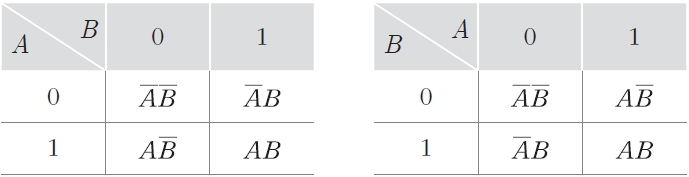 A B 0 1
0 A̅B̅ A̅B
1 AB̅ AB
B A 0 1
0 A̅B̅ AB̅
1 A̅B AB